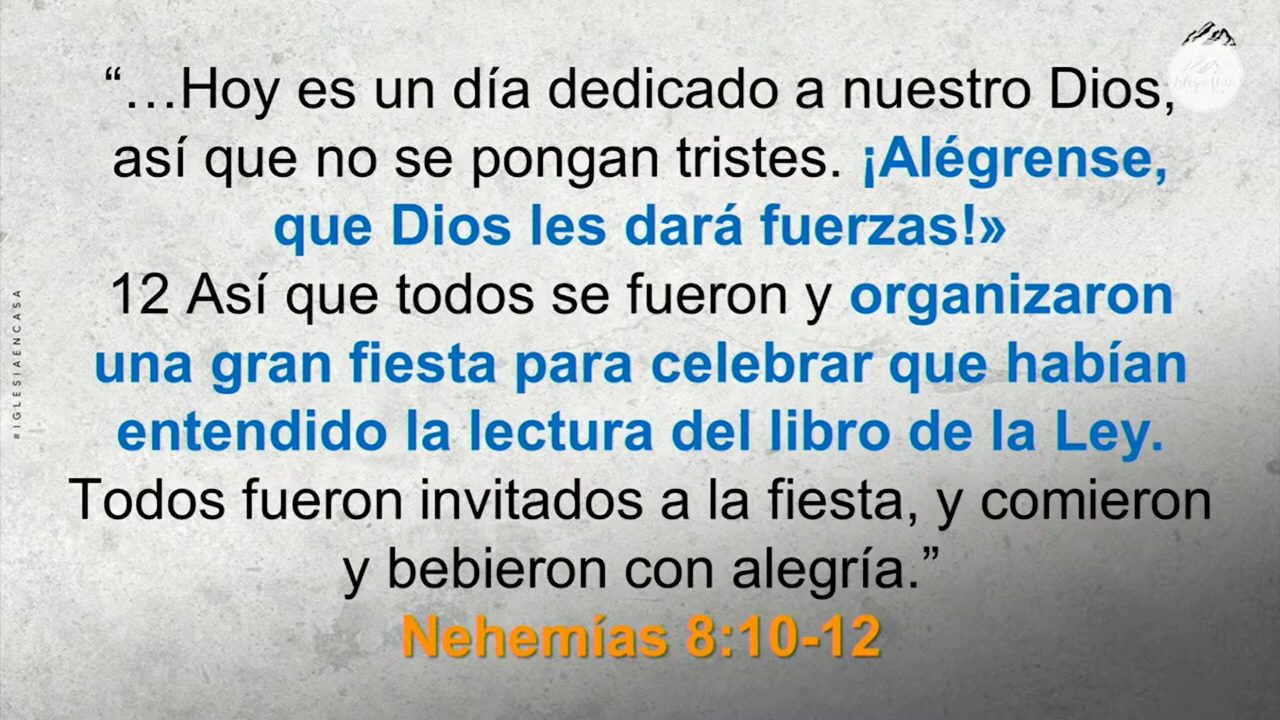 “…Hoy es un día dedicado a nuestro Dios,
así que no se pongan tristes. ¡Alégrense,
que Dios les dará fuerzas!»
12 Así que todos se fueron y organizaron
una gran fiesta para celebrar que habían
entendido la lectura del libro de la Ley.
Todos fueron invitados a la fiesta, y comieron
y bebieron con alegría.”
Nehemías 8:10-12
#IGLESIAENCASA